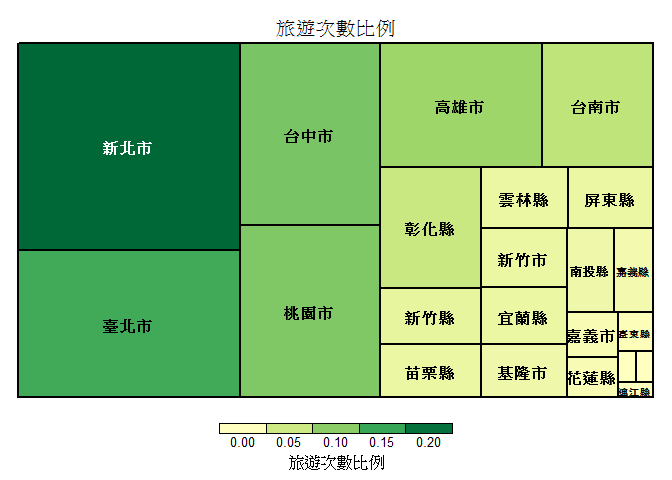 旅遊次數比例
新北市
臺北市
台中市
桃園市
高雄市
台南市
彰化縣
雲林縣
屏東縣
新竹市
南投縣
嘉義縣
新竹縣
宜蘭縣
嘉義市
臺東縣
苗栗縣
基隆市
花蓮縣
連江縣
0.00 0.05 0.10 0.15 0.20
旅遊次數比例